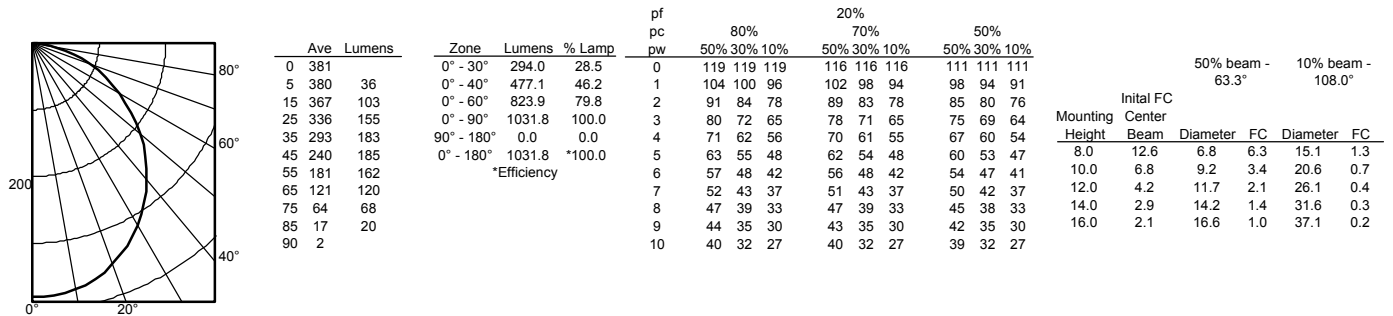 80°
60°
200
40°
0°
20°
Ave Lumens
0 381
5 380 36
15 367 103
25 336 155
35 293 183
45 240 185
55 181 162
65 121 120
75 64 68
85 17 20
90 2
Zone Lumens % Lamp
0° - 30° 294.0 28.5
0° - 40° 477.1 46.2
0° - 60° 823.9 79.8
0° - 90° 1031.8 100.0
90° - 180° 0.0 0.0
0° - 180° 1031.8 *100.0
*Efficiency
pf 20%
pc 80% 70% 50%
pw 50% 30% 10% 50% 30% 10% 50% 30% 10%
0 119 119 119 116 116 116 111 111 111
1 104 100 96 102 98 94 98 94 91
2 91 84 78 89 83 78 85 80 76
3 80 72 65 78 71 65 75 69 64
4 71 62 56 70 61 55 67 60 54
5 63 55 48 62 54 48 60 53 47
6 57 48 42 56 48 42 54 47 41
7 52 43 37 51 43 37 50 42 37
8 47 39 33 47 39 33 45 38 33
9 44 35 30 43 35 30 42 35 30
10 40 32 27 40 32 27 39 32 27
50% beam - 10% beam -
63.3° 108.0°
Inital FC
Mounting Center
Height Beam Diameter FC Diameter FC
8.0 12.6 6.8 6.3 15.1 1.3
10.0 6.8 9.2 3.4 20.6 0.7
12.0 4.2 11.7 2.1 26.1 0.4
14.0 2.9 14.2 1.4 31.6 0.3
16.0 2.1 16.6 1.0 37.1 0.2